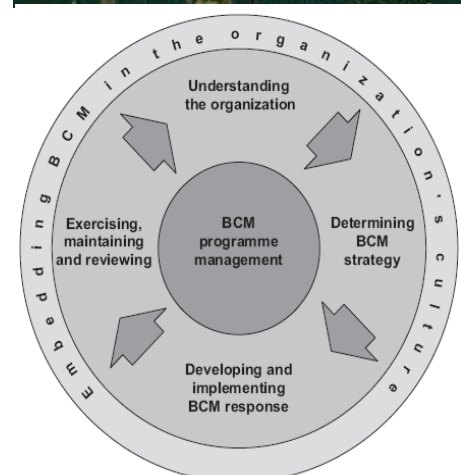 Embedding BCM in the organization's culture
Understanding
the organization
Exercising,
maintaining
and reviewing
BCM
programme
management
Determining
BCM
strategy
Developing and
implementing
BCM response